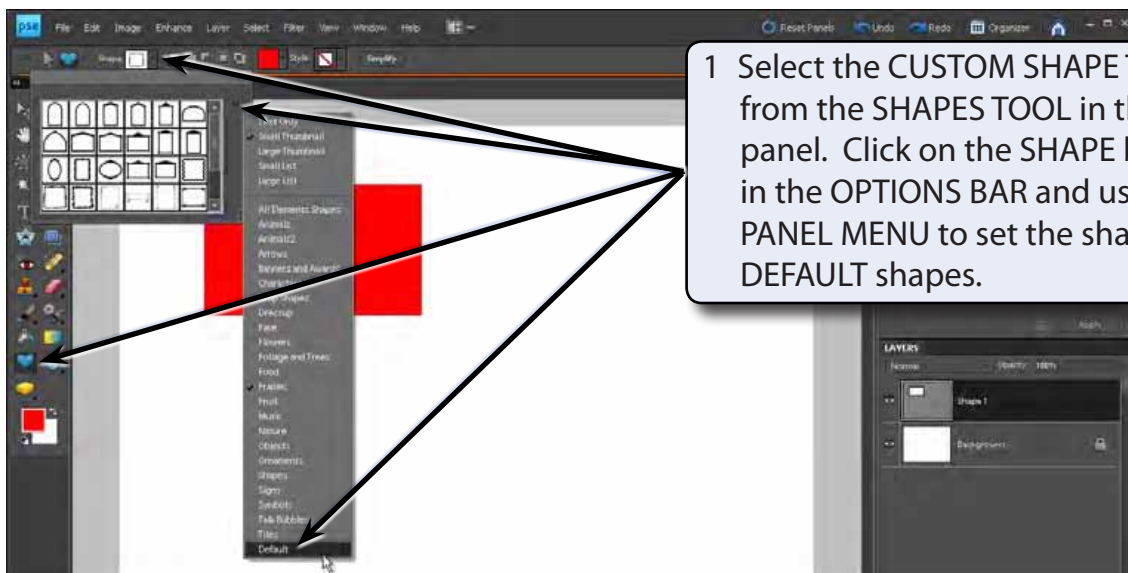 pse File Edit Image Enhance Layer Select Filter View Window Help Reset Panels Undo Redo Organizer
Shape: Style: Simplify
1 Select the CUSTOM SHAPE T
from the SHAPES TOOL in th
panel. Click on the SHAPE
in the OPTIONS BAR and us
PANEL MENU to set the sha
DEFAULT shapes.
Text Only
Small Thumbnail
Large Thumbnail
Small List
Large List
All Elements Shapes
Animals
Animals2
Arrows
Banners and Awards
Shapes
Dressup
Face
Flowers
Foliage and Trees
Food
Frames
Fruit
Music
Nature
Objects
Ornaments
Shapes
Signs
Symbols
Talk Bubbles
Tiles
Default
Apply
LAYERS
Normal Opacity: 100%
Shape 1
Background